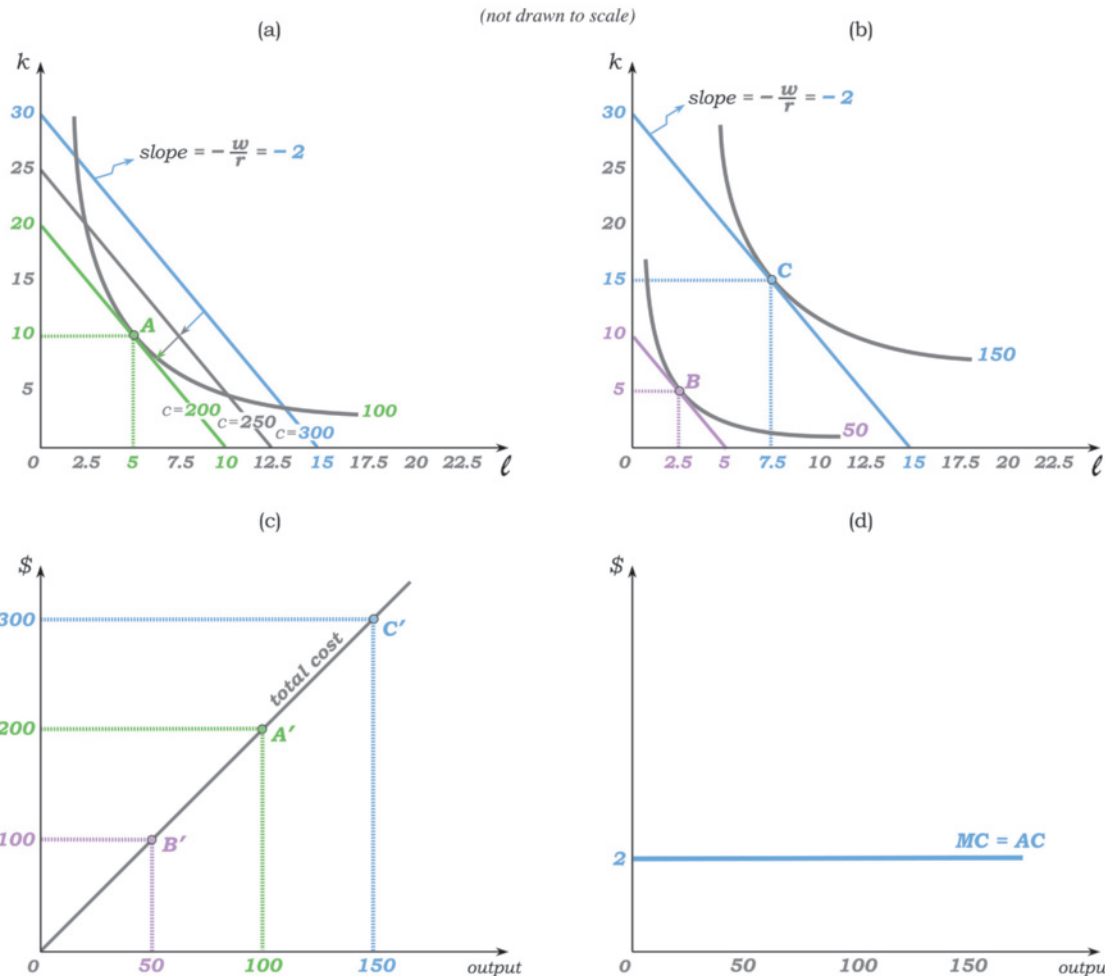 (not drawn to scale)
(a)
k
30
25
20
15
10
5
slope = − w/r = − 2
A
c=200
c=250
c=300
100
0 2.5 5 7.5 10 12.5 15 17.5 20 22.5 ℓ
(b)
k
30
25
20
15
10
5
slope = − w/r = − 2
C
150
B
50
0 2.5 5 7.5 10 12.5 15 17.5 20 22.5 ℓ
(c)
$
300
200
100
C′
total cost
A′
B′
0 50 100 150 output
(d)
$
MC = AC
2
0 50 100 150 output